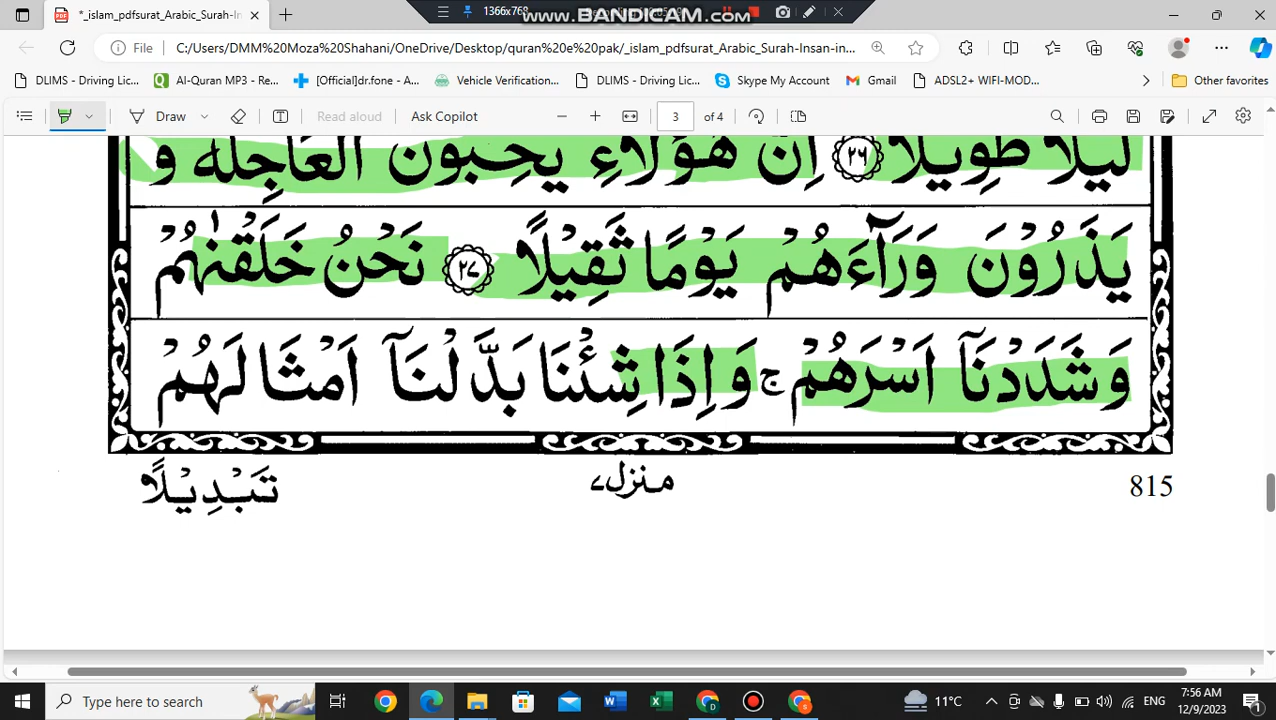 *_islam_pdfsurat_Arabic_Surah-In
1366x768
www.BANDICAM.com
File
C:/Users/DMM%20Moza%20Shahani/OneDrive/Desktop/quran%20e%20pak/_islam_pdfsurat_Arabic_Surah-Insan-in...
DLIMS - Driving Lic...
Al-Quran MP3 - Re...
[Official]dr.fone - A...
Vehicle Verification...
DLIMS - Driving Lic...
Skype My Account
Gmail
ADSL2+ WIFI-MOD...
Other favorites
Draw
Read aloud
Ask Copilot
3 of 4
لَيْلًا طَوِيْلًا ٢٦ اِنَّ هٰٓؤُلَآءِ يُحِبُّوْنَ الْعَاجِلَةَ وَ
يَذَرُوْنَ وَرَآءَهُمْ يَوْمًا ثَقِيْلًا ٢٧ نَحْنُ خَلَقْنٰهُمْ
وَشَدَدْنَآ اَسْرَهُمْ ج وَاِذَا شِئْنَا بَدَّلْنَآ اَمْثَا لَهُمْ
تَبْدِيْلًا
منزل ٧
815
Type here to search
11°C
ENG
7:56 AM
12/9/2023